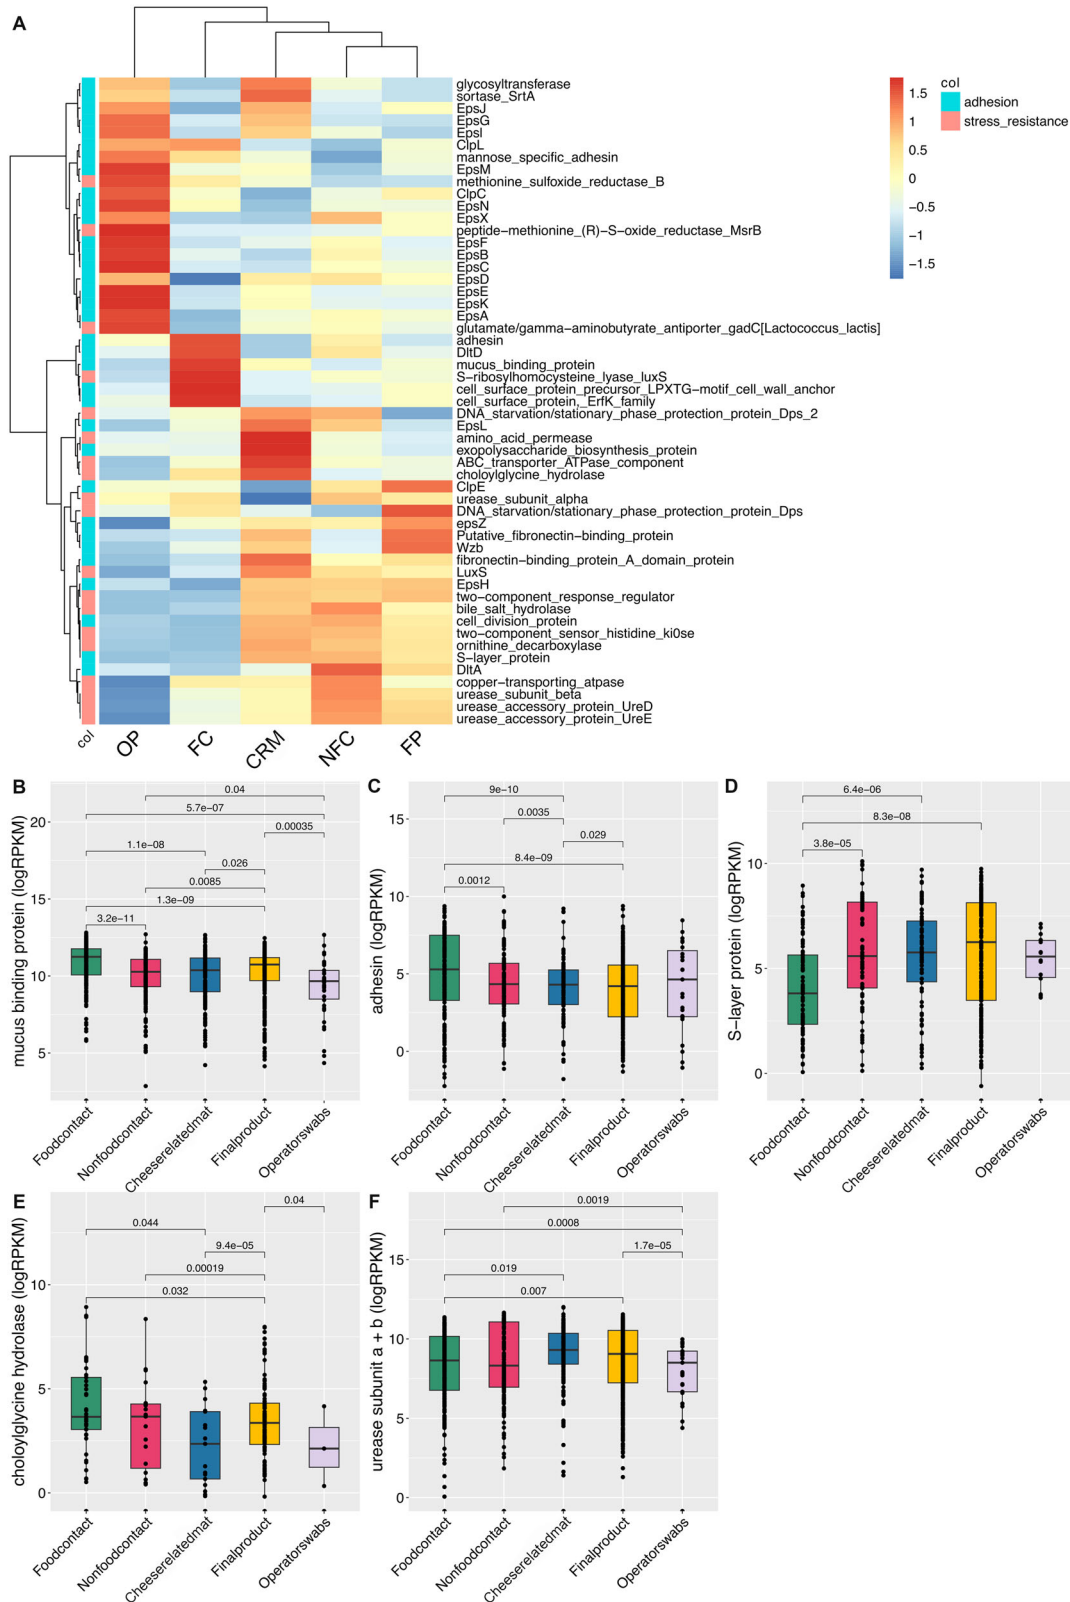 A
glycosyltransferase
sortase_SrtA
EpsJ
EpsG
EpsI
ClpL
mannose_specific_adhesin
EpsM
methionine_sulfoxide_reductase_B
ClpC
EpsN
EpsX
peptide-methionine_(R)-S-oxide_reductase_MsrB
EpsF
EpsB
EpsC
EpsD
EpsE
EpsK
EpsA
glutamate/gamma-aminobutyrate_antiporter_gadC[Lactococcus_lactis]
adhesin
DltD
mucus_binding_protein
S-ribosylhomocysteine_lyase_luxS
cell_surface_protein_precursor_LPXTG-motif_cell_wall_anchor
cell_surface_protein,_ErfK_family
DNA_starvation/stationary_phase_protection_protein_Dps_2
EpsL
amino_acid_permease
exopolysaccharide_biosynthesis_protein
ABC_transporter_ATPase_component
choloylglycine_hydrolase
ClpE
urease_subunit_alpha
DNA_starvation/stationary_phase_protection_protein_Dps
epsZ
Putative_fibronectin-binding_protein
Wzb
fibronectin-binding_protein_A_domain_protein
LuxS
EpsH
two-component_response_regulator
bile_salt_hydrolase
cell_division_protein
two-component_sensor_histidine_ki0se
ornithine_decarboxylase
S-layer_protein
DltA
copper-transporting_atpase
urease_subunit_beta
urease_accessory_protein_UreD
urease_accessory_protein_UreE
col
OP
FC
CRM
NFC
FP
1.5
1
0.5
0
-0.5
-1
-1.5
col
adhesion
stress_resistance
B
mucus binding protein (logRPKM)
20
15
10
5
0.04
5.7e-07
0.00035
1.1e-08
0.026
0.0085
1.3e-09
3.2e-11
Foodcontact
Nonfoodcontact
Cheeserelatedmat
Finalproduct
Operatorswabs
C
adhesin (logRPKM)
15
10
5
0
9e-10
0.0035
0.029
8.4e-09
0.0012
Foodcontact
Nonfoodcontact
Cheeserelatedmat
Finalproduct
Operatorswabs
D
S-layer protein (logRPKM)
10
5
0
6.4e-06
8.3e-08
3.8e-05
Foodcontact
Nonfoodcontact
Cheeserelatedmat
Finalproduct
Operatorswabs
E
choloylglycine hydrolase (logRPKM)
10
5
0
0.04
0.044
9.4e-05
0.00019
0.032
Foodcontact
Nonfoodcontact
Cheeserelatedmat
Finalproduct
Operatorswabs
F
urease subunit a + b (logRPKM)
15
10
5
0
0.0019
0.0008
1.7e-05
0.019
0.007
Foodcontact
Nonfoodcontact
Cheeserelatedmat
Finalproduct
Operatorswabs